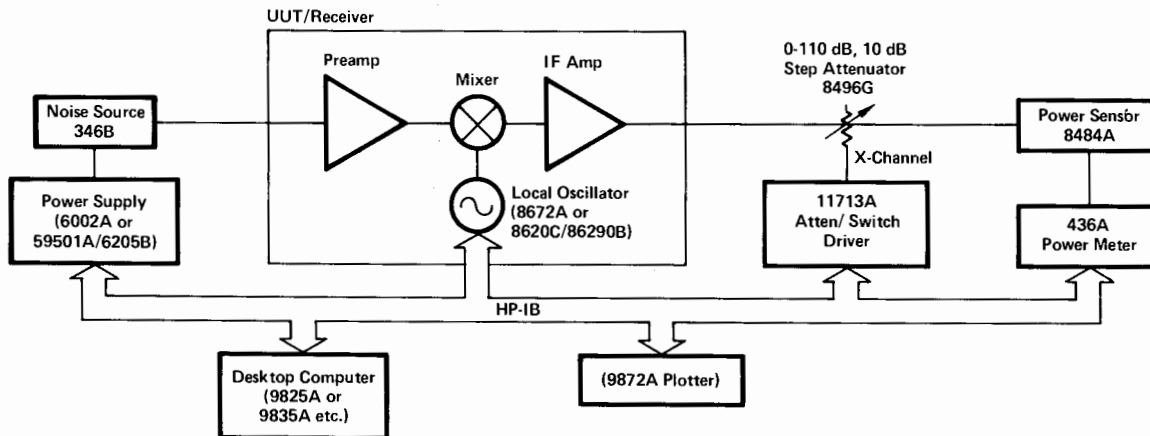 UUT/Receiver
Preamp
Mixer
IF Amp
0-110 dB, 10 dB
Step Attenuator
8496G
Noise Source
346B
Power Sensor
8484A
X-Channel
Power Supply
(6002A or
59501A/6205B)
Local Oscillator
(8672A or
8620C/86290B)
11713A
Atten/ Switch
Driver
436A
Power Meter
HP-IB
Desktop Computer
(9825A or
9835A etc.)
(9872A Plotter)